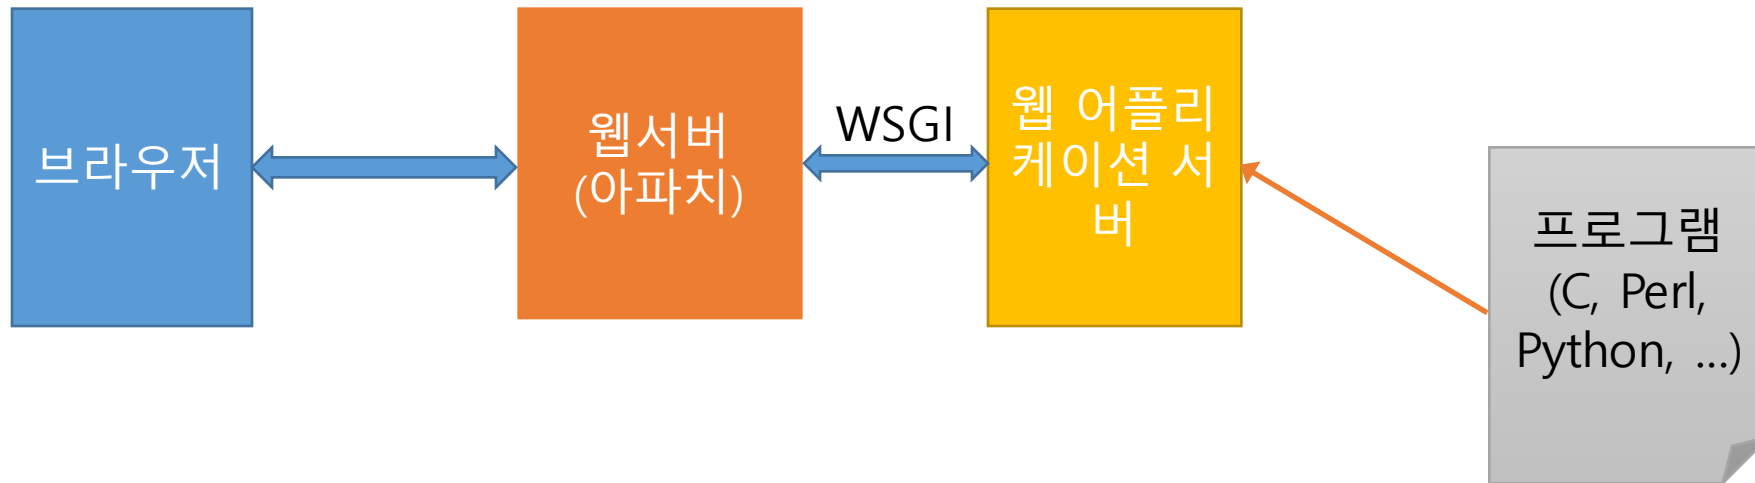 브라우저
웹서버
(아파치)
WSGI
웹 어플리
케이션 서
버
프로그램
(C, Perl,
Python, ...)